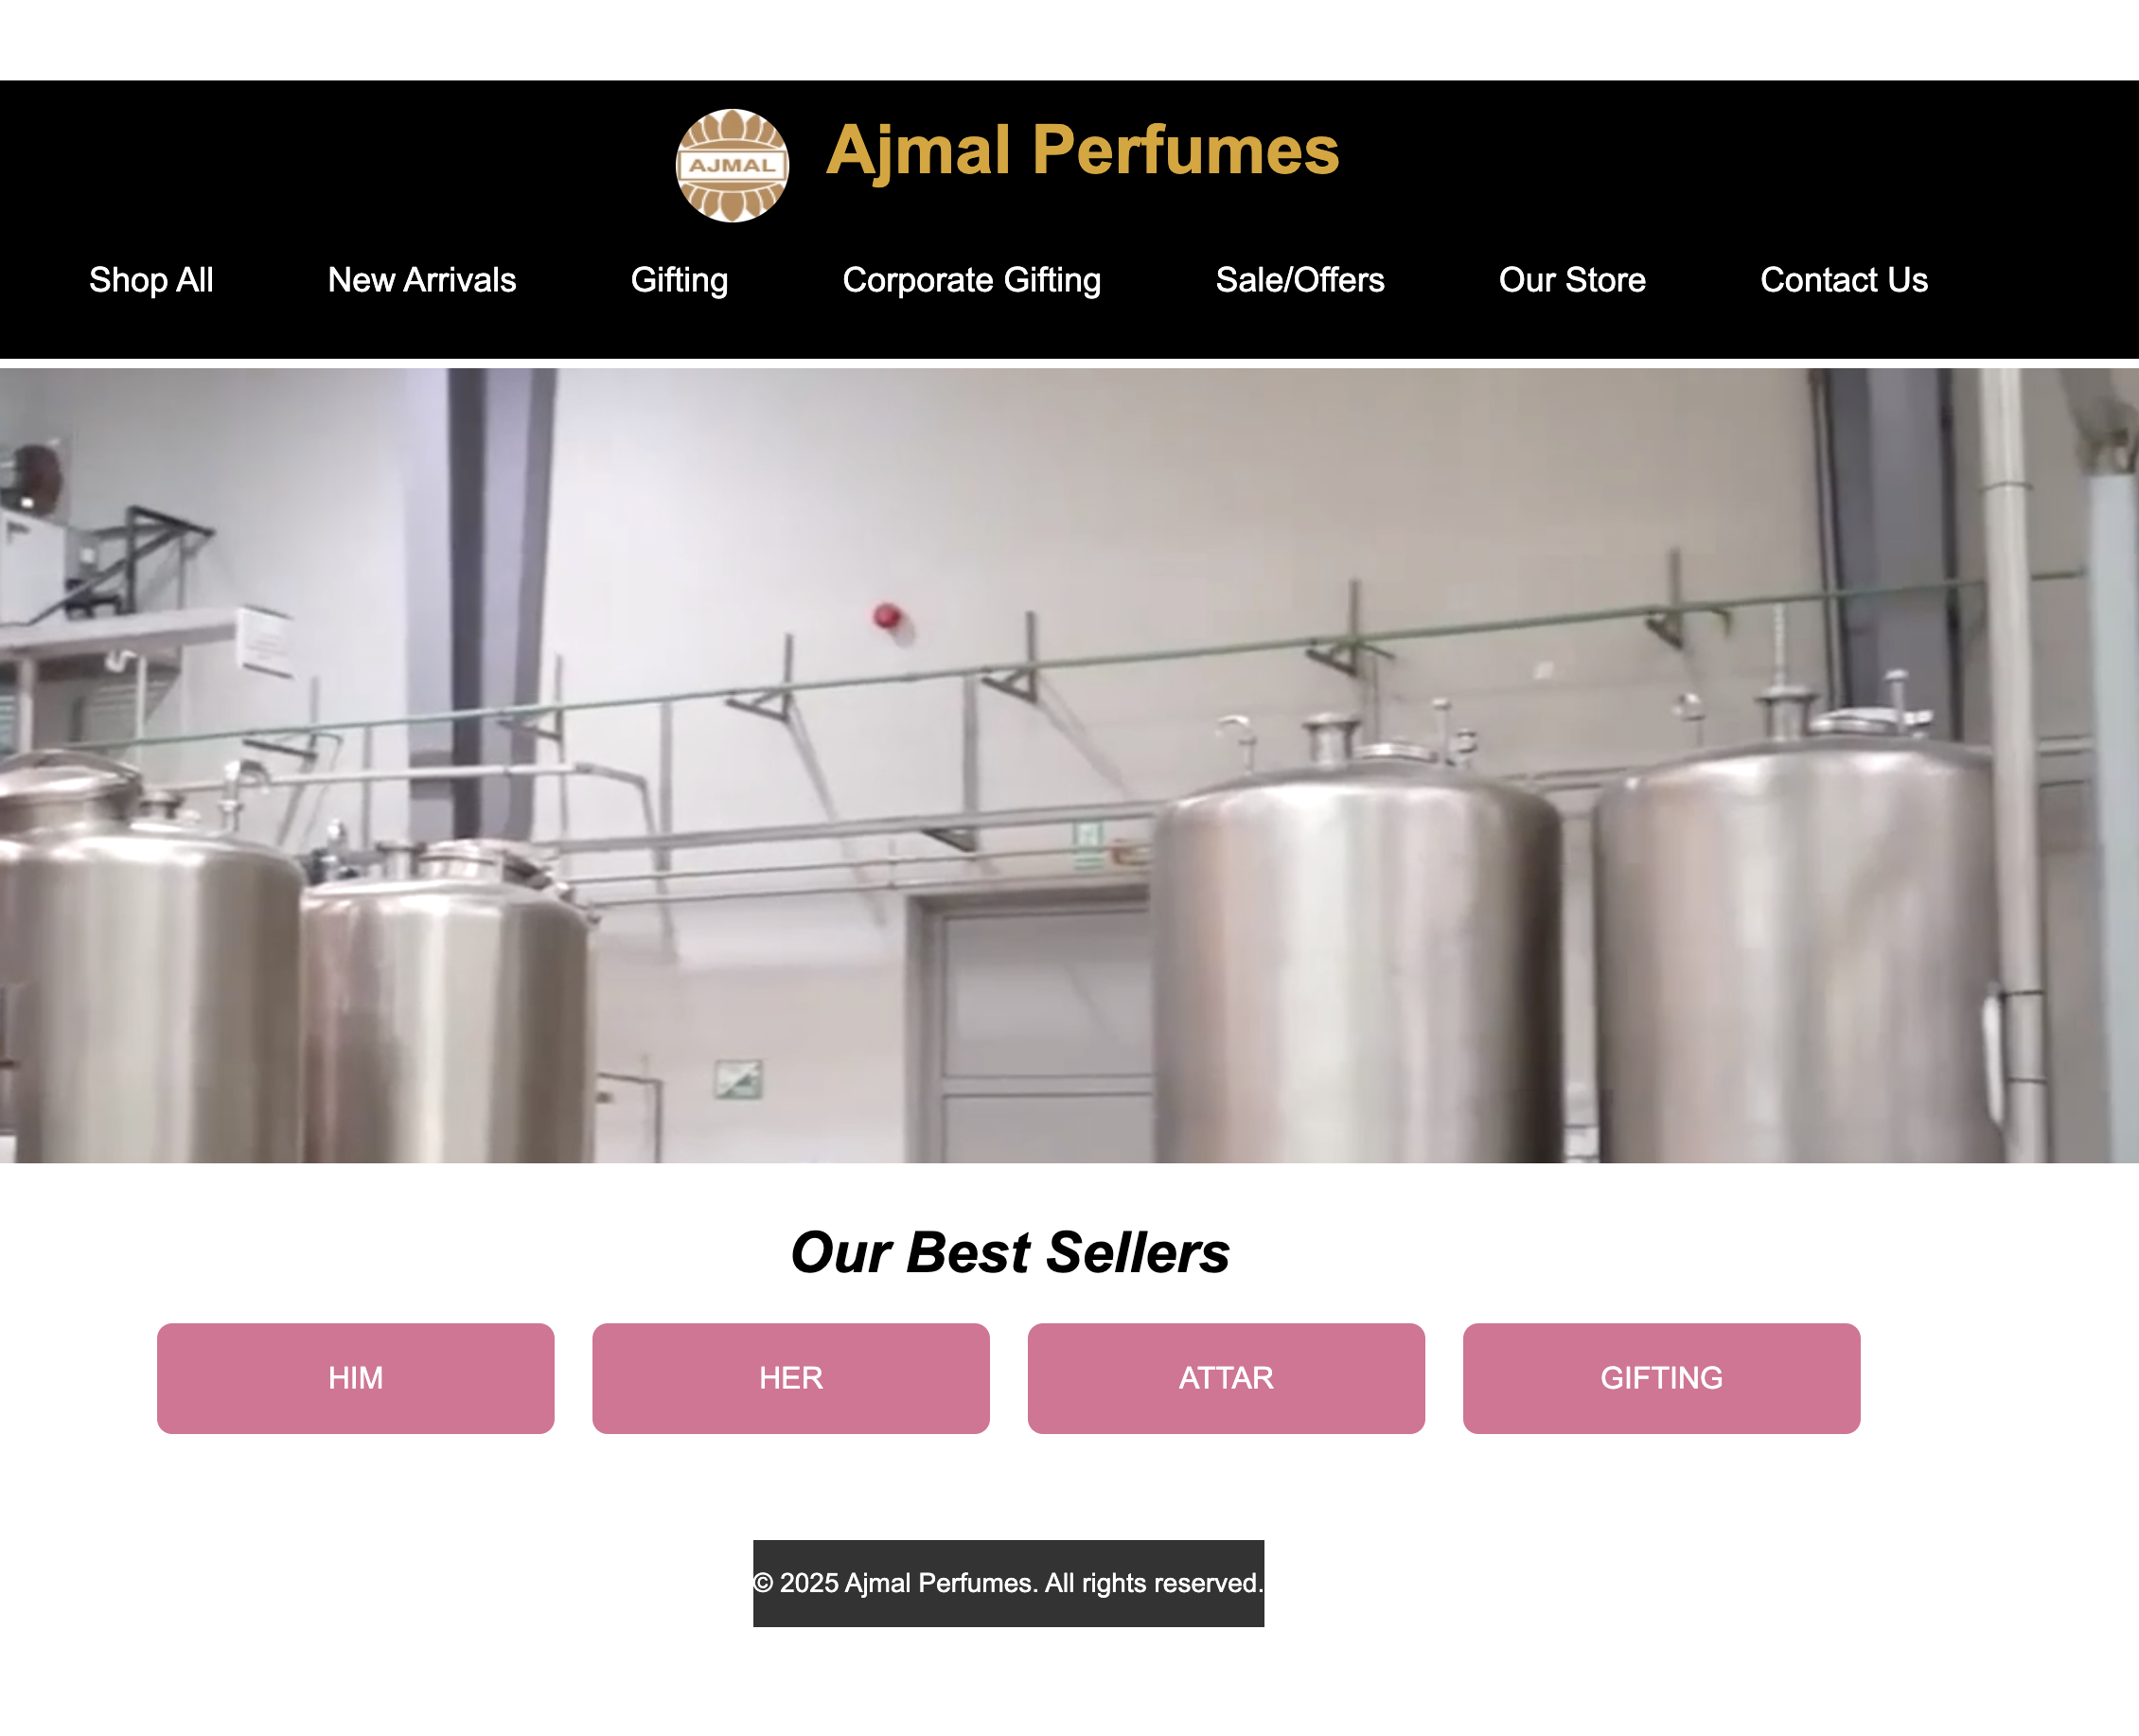 AJMAL
Ajmal Perfumes
Shop All New Arrivals Gifting Corporate Gifting Sale/Offers Our Store Contact Us
Our Best Sellers
HIM HER ATTAR GIFTING
© 2025 Ajmal Perfumes. All rights reserved.